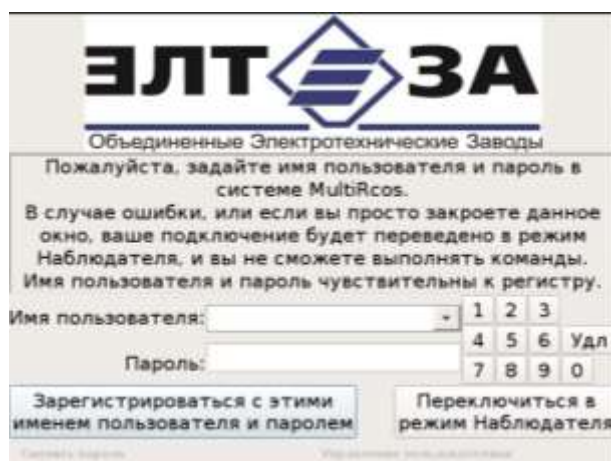 ЭЛТЕЗА
Объединенные Электротехнические Заводы
Пожалуйста, задайте имя пользователя и пароль в
системе MultiRcos.
В случае ошибки, или если вы просто закроете данное
окно, ваше подключение будет переведено в режим
Наблюдателя, и вы не сможете выполнять команды.
Имя пользователя и пароль чувствительны к регистру.
Имя пользователя:
1 2 3
4 5 6 Удл
Пароль:
7 8 9 0
Зарегистрироваться с этими
именем пользователя и паролем
Переключиться в
режим Наблюдателя